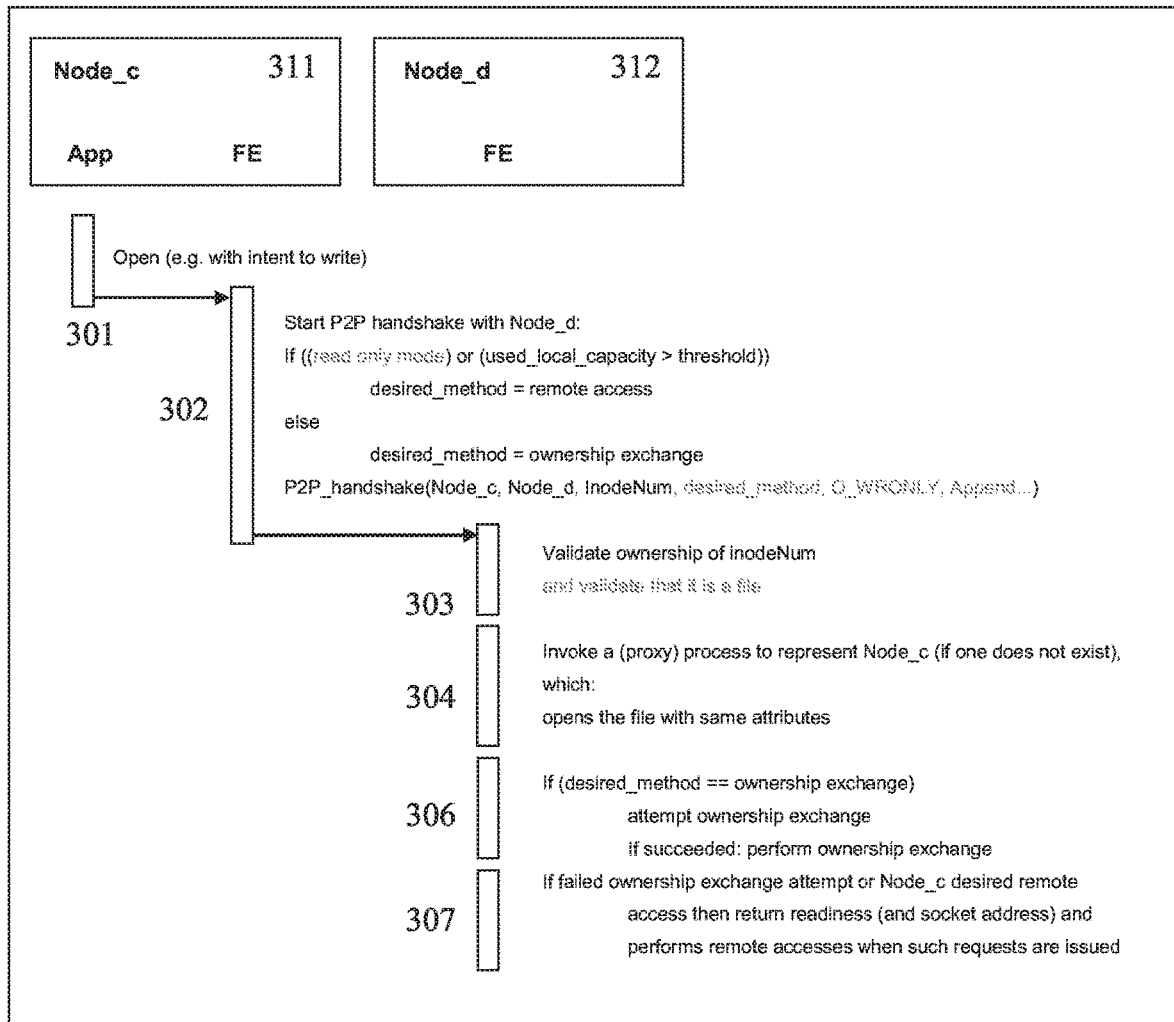 Node_c 311
App FE
Node_d 312
FE
Open (e.g. with intent to write)
301
302
Start P2P handshake with Node_d:
If ((read only mode) or (used_local_capacity > threshold))
desired_method = remote access
else
desired_method = ownership exchange
P2P_handshake(Node_c, Node_d, InodeNum, desired_method, O_WRONLY, Append...)
303
Validate ownership of inodeNum
and validate that it is a file
304
Invoke a (proxy) process to represent Node_c (if one does not exist),
which:
opens the file with same attributes
306
If (desired_method == ownership exchange)
attempt ownership exchange
If succeeded: perform ownership exchange
307
If failed ownership exchange attempt or Node_c desired remote
access then return readiness (and socket address) and
performs remote accesses when such requests are issued